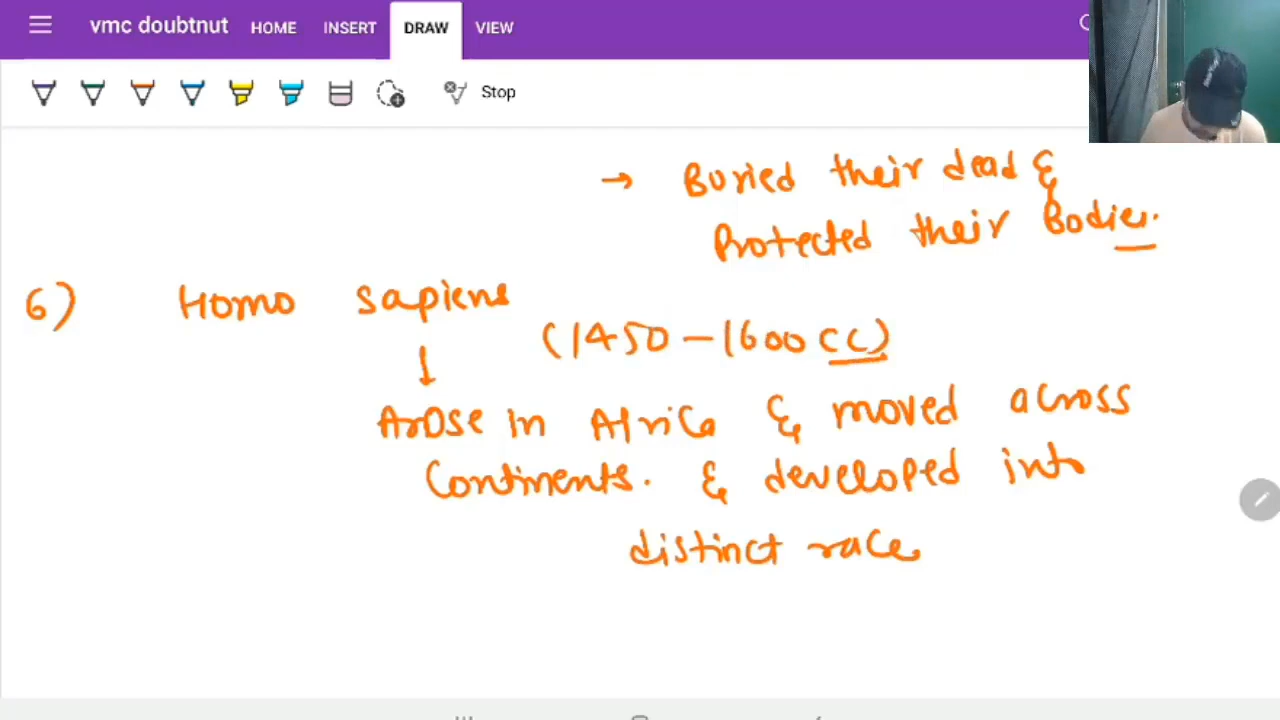 vmc doubtnut HOME INSERT DRAW VIEW
Stop
→ Buried their dead &
Protected their Bodies.
6) Homo sapiens
(1450 - 1600 cc)
↓
Arose in Africa & moved across
Continents. & developed into
distinct race